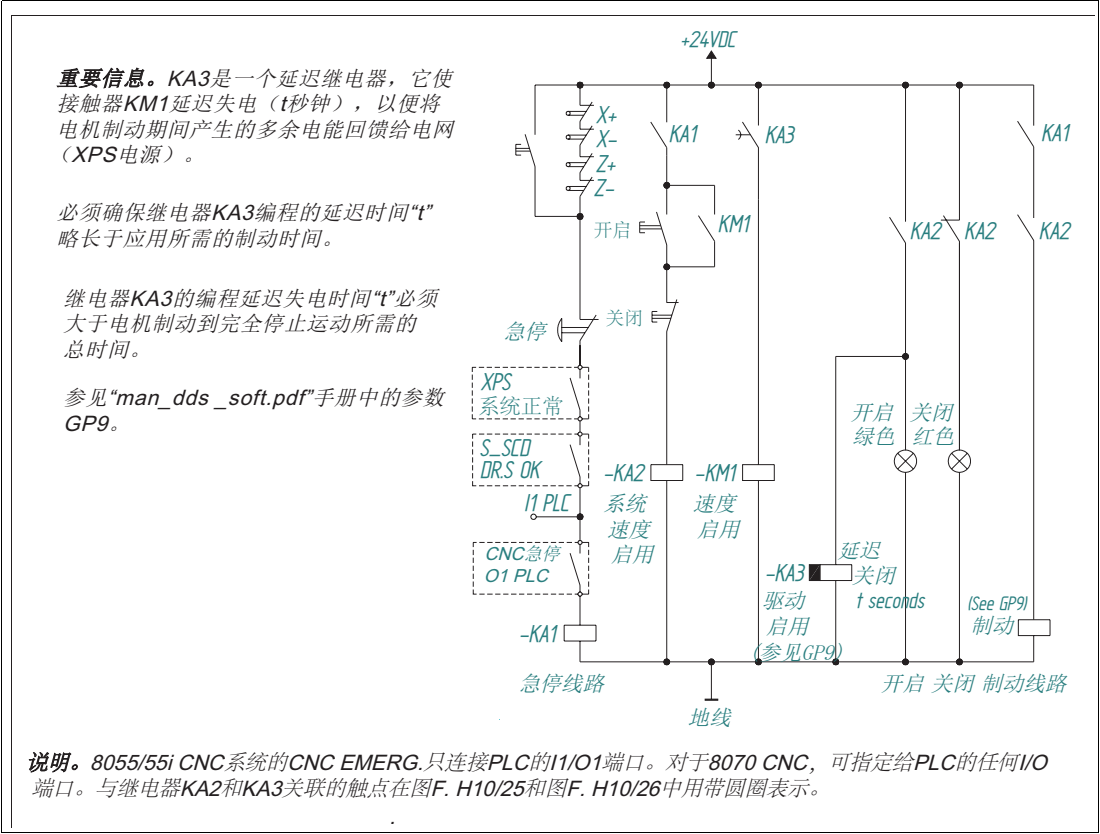 +24VDC
重要信息。KA3是一个延迟继电器，它使
接触器KM1延迟失电（t秒钟），以便将
电机制动期间产生的多余电能回馈给电网
（XPS电源）。
必须确保继电器KA3编程的延迟时间“t”
略长于应用所需的制动时间。
继电器KA3的编程延迟失电时间“t”必须
大于电机制动到完全停止运动所需的
总时间。
参见“man_dds _soft.pdf”手册中的参数
GP9。
X+
X-
Z+
Z-
KA1
KA3
KA1
开启
KM1
KA2
KA2
KA2
急停
关闭
XPS
系统正常
S_SCD
DR.S OK
I1 PLC
CNC急停
O1 PLC
-KA1
急停线路
-KA2
系统
速度
启用
-KM1
速度
启用
开启
绿色
关闭
红色
-KA3
驱动
启用
(参见GP9)
延迟
关闭
t seconds
(See GP9)
制动
开启 关闭 制动线路
地线
说明。8055/55i CNC系统的CNC EMERG.只连接PLC的I1/O1端口。对于8070 CNC，可指定给PLC的任何I/O
端口。与继电器KA2和KA3关联的触点在图F. H10/25和图F. H10/26中用带圆圈表示。